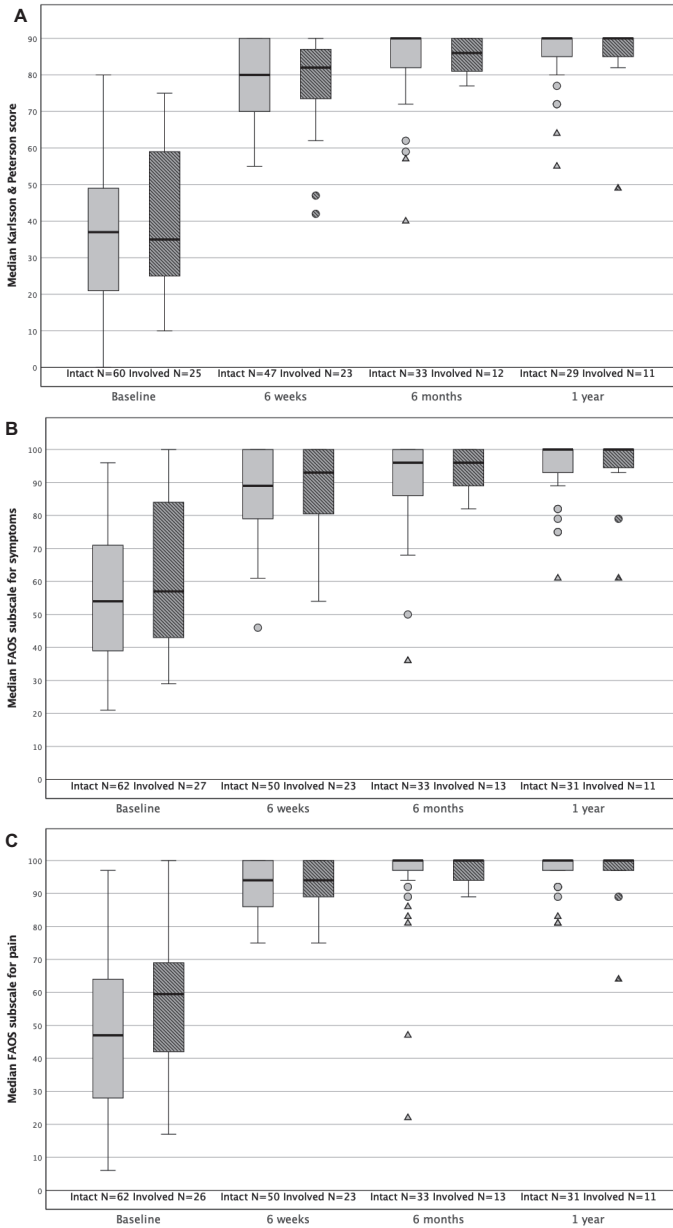 A
Median Karlsson & Peterson score
90
80
70
60
50
40
30
20
10
0
Intact N=60 Involved N=25 Intact N=47 Involved N=23 Intact N=33 Involved N=12 Intact N=29 Involved N=11
Baseline 6 weeks 6 months 1 year
B
Median FAOS subscale for symptoms
100
90
80
70
60
50
40
30
20
10
0
Intact N=62 Involved N=27 Intact N=50 Involved N=23 Intact N=33 Involved N=13 Intact N=31 Involved N=11
Baseline 6 weeks 6 months 1 year
C
Median FAOS subscale for pain
100
90
80
70
60
50
40
30
20
10
0
Intact N=62 Involved N=26 Intact N=50 Involved N=23 Intact N=33 Involved N=13 Intact N=31 Involved N=11
Baseline 6 weeks 6 months 1 year